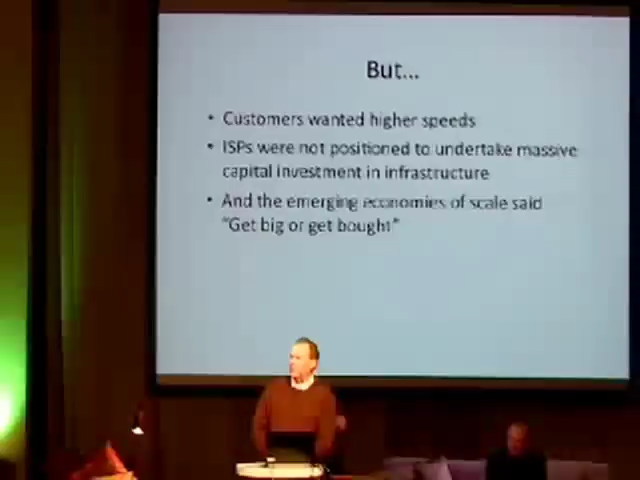 But...
• Customers wanted higher speeds
• ISPs were not positioned to undertake massive
capital investment in infrastructure
• And the emerging economies of scale said
"Get big or get bought"